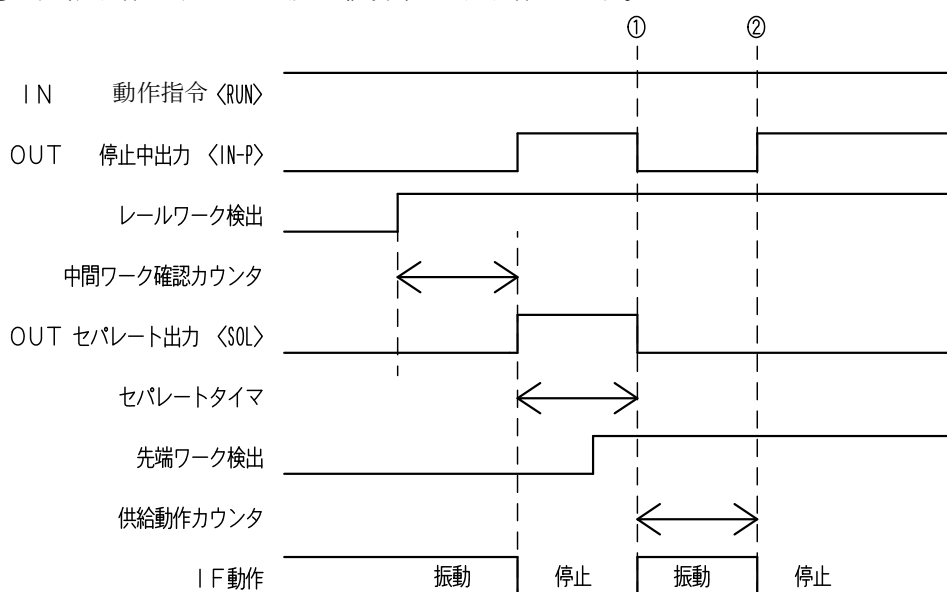 ① ②
IN 動作指令〈RUN〉
OUT 停止中出力 〈IN-P〉
レールワーク検出
中間ワーク確認カウンタ
OUT セパレート出力 〈SOL〉
セパレートタイマ
先端ワーク検出
供給動作カウンタ
IF動作 振動 停止 振動 停止